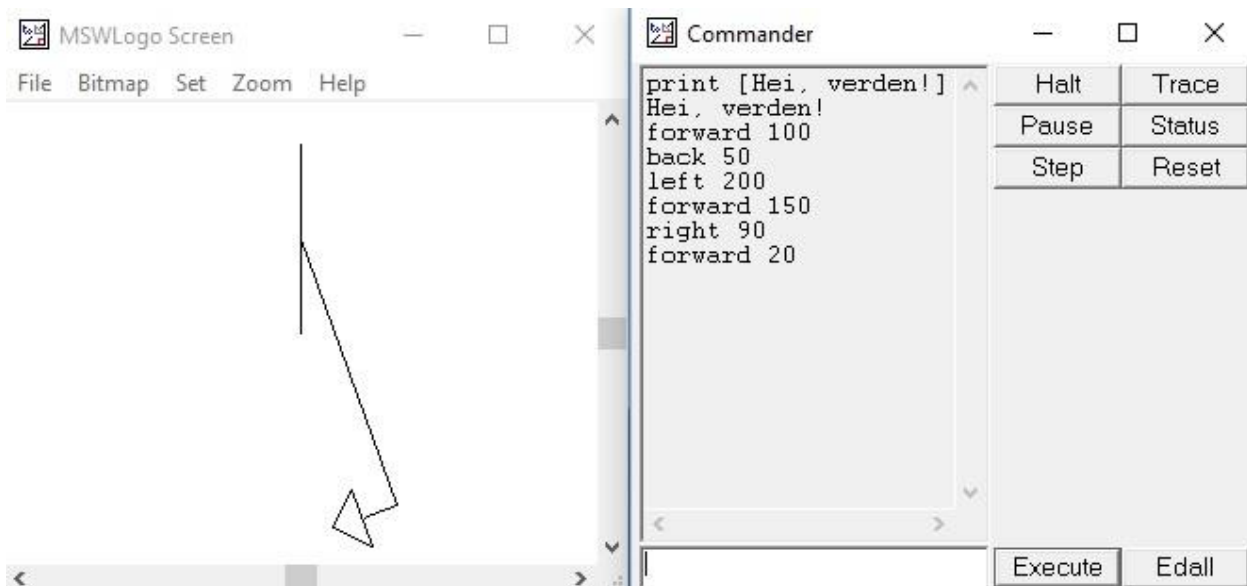 MSWLogo Screen
File Bitmap Set Zoom Help
Commander
print [Hei, verden!]
Hei, verden!
forward 100
back 50
left 200
forward 150
right 90
forward 20
Halt Trace
Pause Status
Step Reset
Execute Edall